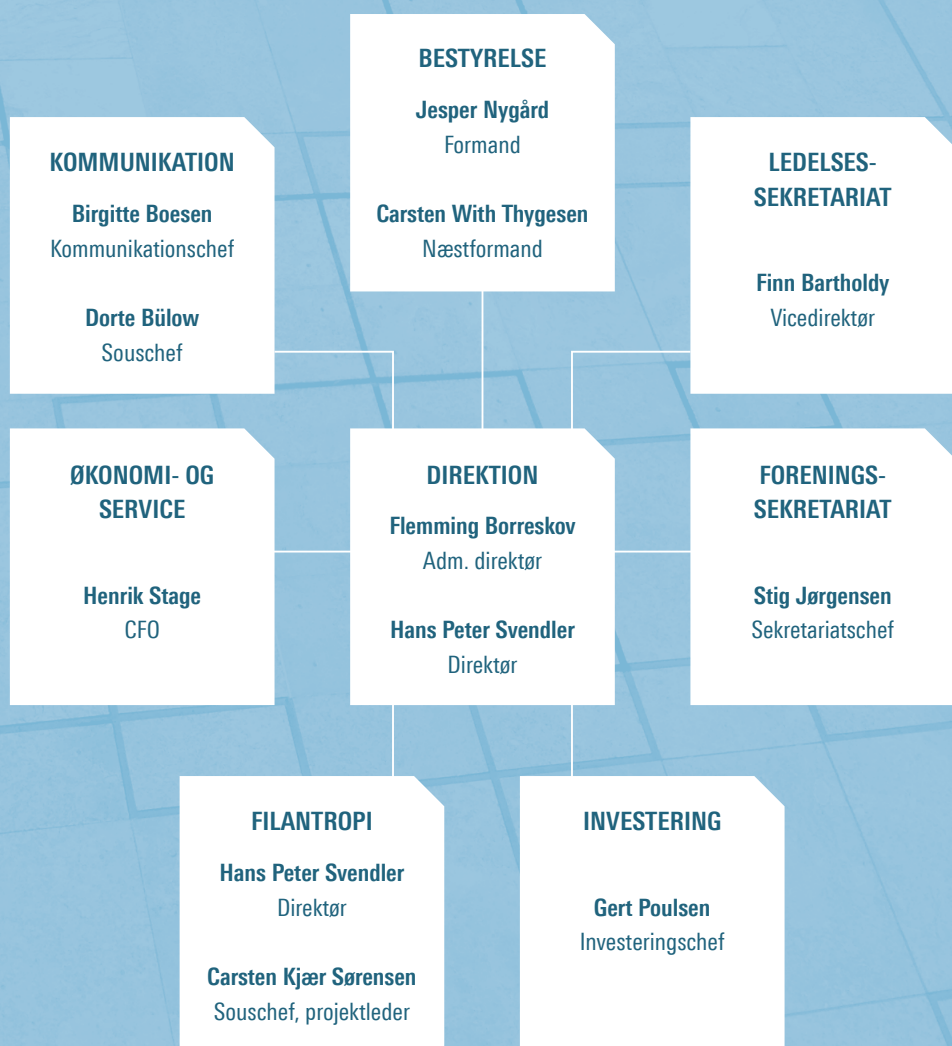 BESTYRELSE
Jesper Nygård
Formand
Carsten With Thygesen
Næstformand
KOMMUNIKATION
Birgitte Boesen
Kommunikationschef
Dorte Bülow
Souschef
LEDELSES-
SEKRETARIAT
Finn Bartholdy
Vicedirektør
ØKONOMI- OG
SERVICE
Henrik Stage
CFO
DIREKTION
Flemming Borreskov
Adm. direktør
Hans Peter Svendler
Direktør
FORENINGS-
SEKRETARIAT
Stig Jørgensen
Sekretariatschef
FILANTROPI
Hans Peter Svendler
Direktør
Carsten Kjær Sørensen
Souschef, projektleder
INVESTERING
Gert Poulsen
Investeringschef